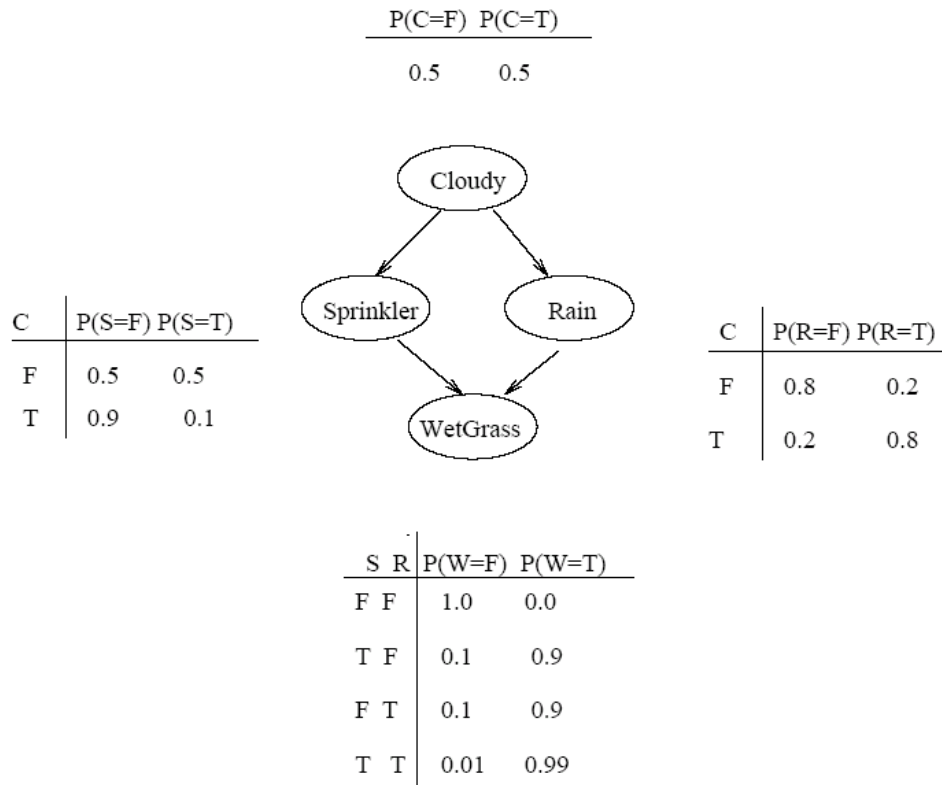 P(C=F) P(C=T)
0.5 0.5
Cloudy
Sprinkler
Rain
WetGrass
C P(S=F) P(S=T)
F 0.5 0.5
T 0.9 0.1
C P(R=F) P(R=T)
F 0.8 0.2
T 0.2 0.8
S R P(W=F) P(W=T)
F F 1.0 0.0
T F 0.1 0.9
F T 0.1 0.9
T T 0.01 0.99